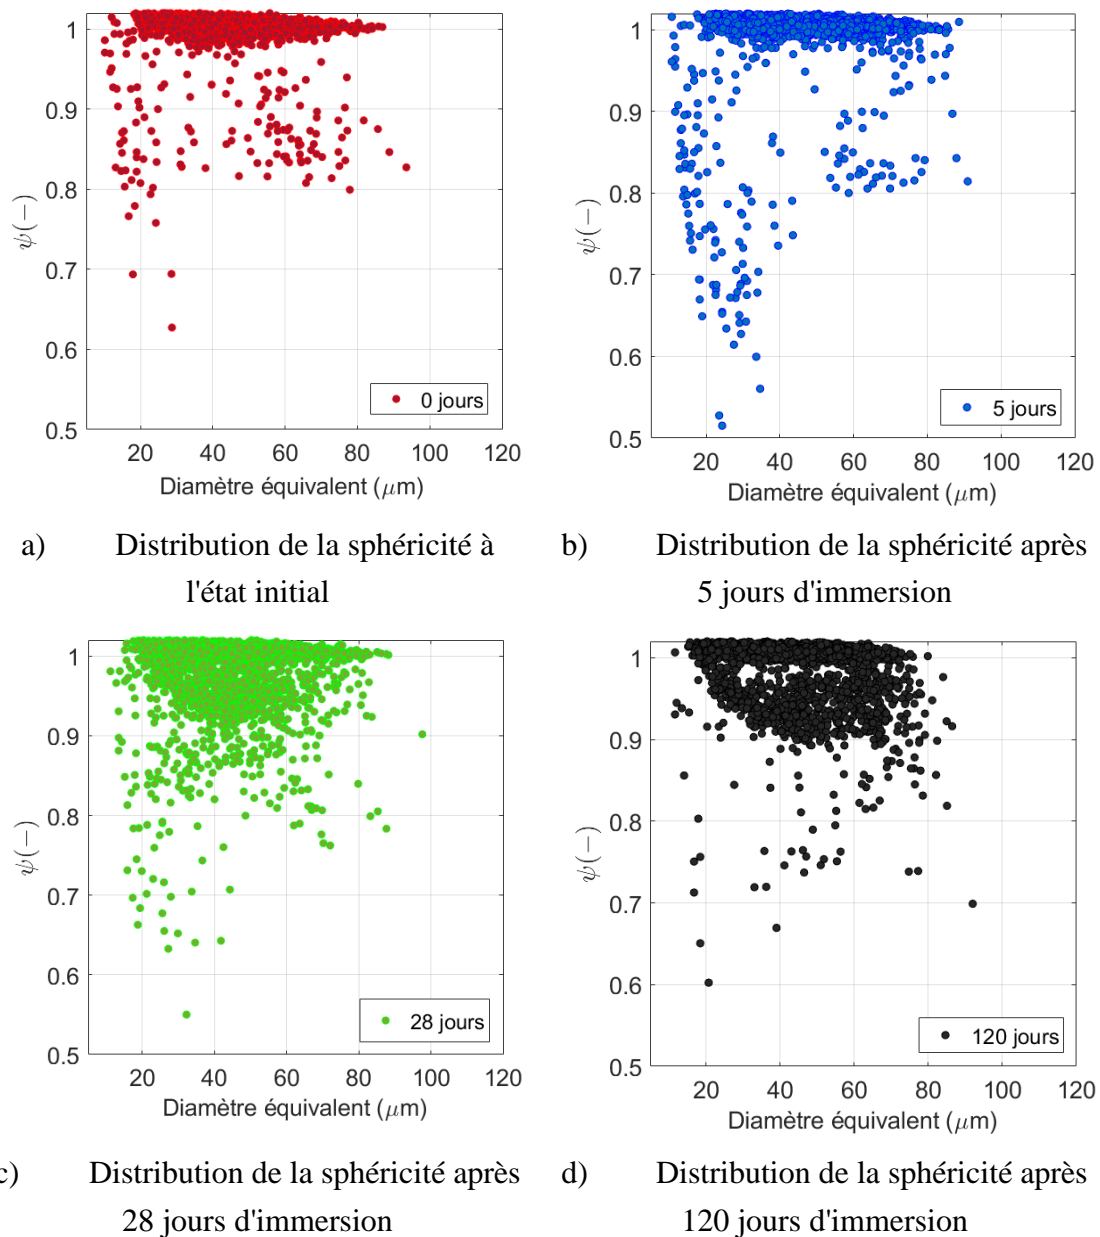 1
0.9
0.8
0.7
0.6
0.5
ψ(−)
20
40
60
80
100
120
Diamètre équivalent (μm)
0 jours
1
0.9
0.8
0.7
0.6
0.5
ψ(−)
20
40
60
80
100
120
Diamètre équivalent (μm)
5 jours
a) Distribution de la sphéricité à
l'état initial
b) Distribution de la sphéricité après
5 jours d'immersion
1
0.9
0.8
0.7
0.6
0.5
ψ(−)
20
40
60
80
100
120
Diamètre équivalent (μm)
28 jours
1
0.9
0.8
0.7
0.6
0.5
ψ(−)
20
40
60
80
100
120
Diamètre équivalent (μm)
120 jours
c) Distribution de la sphéricité après
28 jours d'immersion
d) Distribution de la sphéricité après
120 jours d'immersion